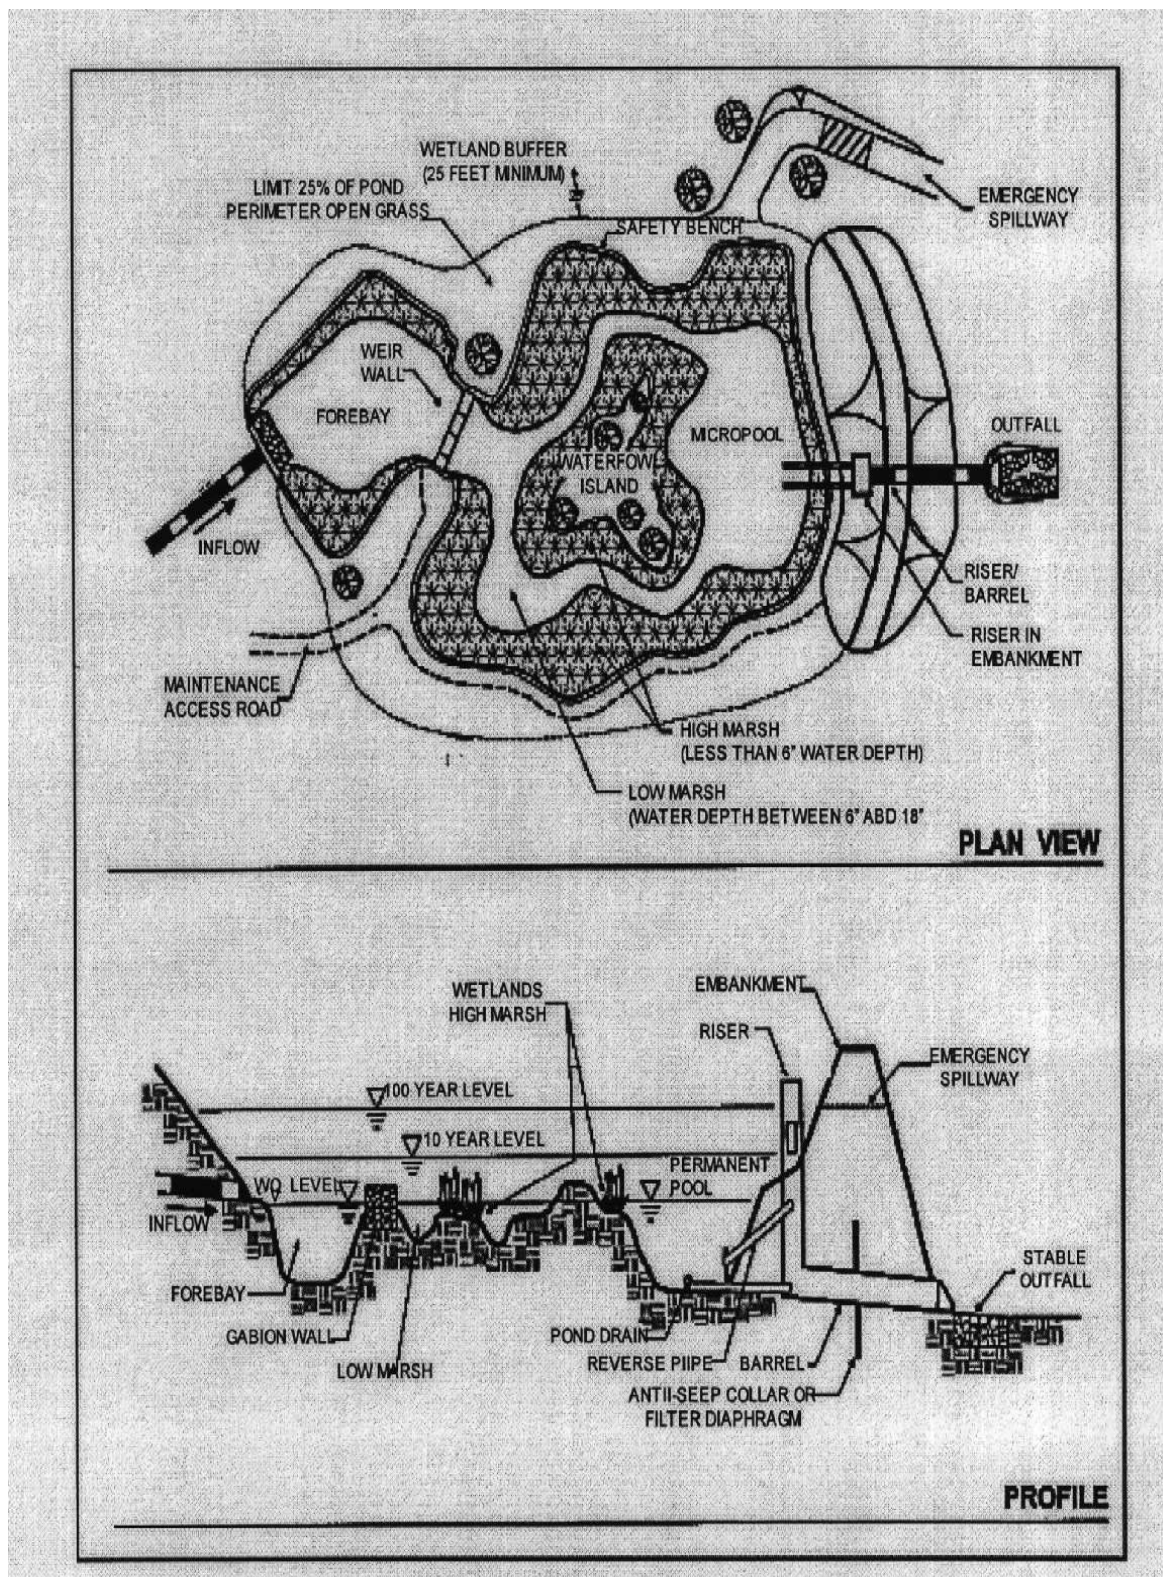 WETLAND BUFFER
(25 FEET MINIMUM)
LIMIT 25% OF POND
PERIMETER OPEN GRASS
EMERGENCY
SPILLWAY
SAFETY BENCH
WEIR
WALL
FOREBAY
MICROPOOL
OUTFALL
WATERFOWL
ISLAND
INFLOW
RISER/
BARREL
RISER IN
EMBANKMENT
MAINTENANCE
ACCESS ROAD
HIGH MARSH
(LESS THAN 6" WATER DEPTH)
LOW MARSH
(WATER DEPTH BETWEEN 6" ABD 18"
PLAN VIEW
WETLANDS
HIGH MARSH
EMBANKMENT
RISER
EMERGENCY
SPILLWAY
100 YEAR LEVEL
10 YEAR LEVEL
PERMANENT
POOL
WQ LEVEL
INFLOW
FOREBAY
STABLE
OUTFALL
GABION WALL
POND DRAIN
LOW MARSH
REVERSE PIIPE
BARREL
ANTII-SEEP COLLAR OR
FILTER DIAPHRAGM
PROFILE